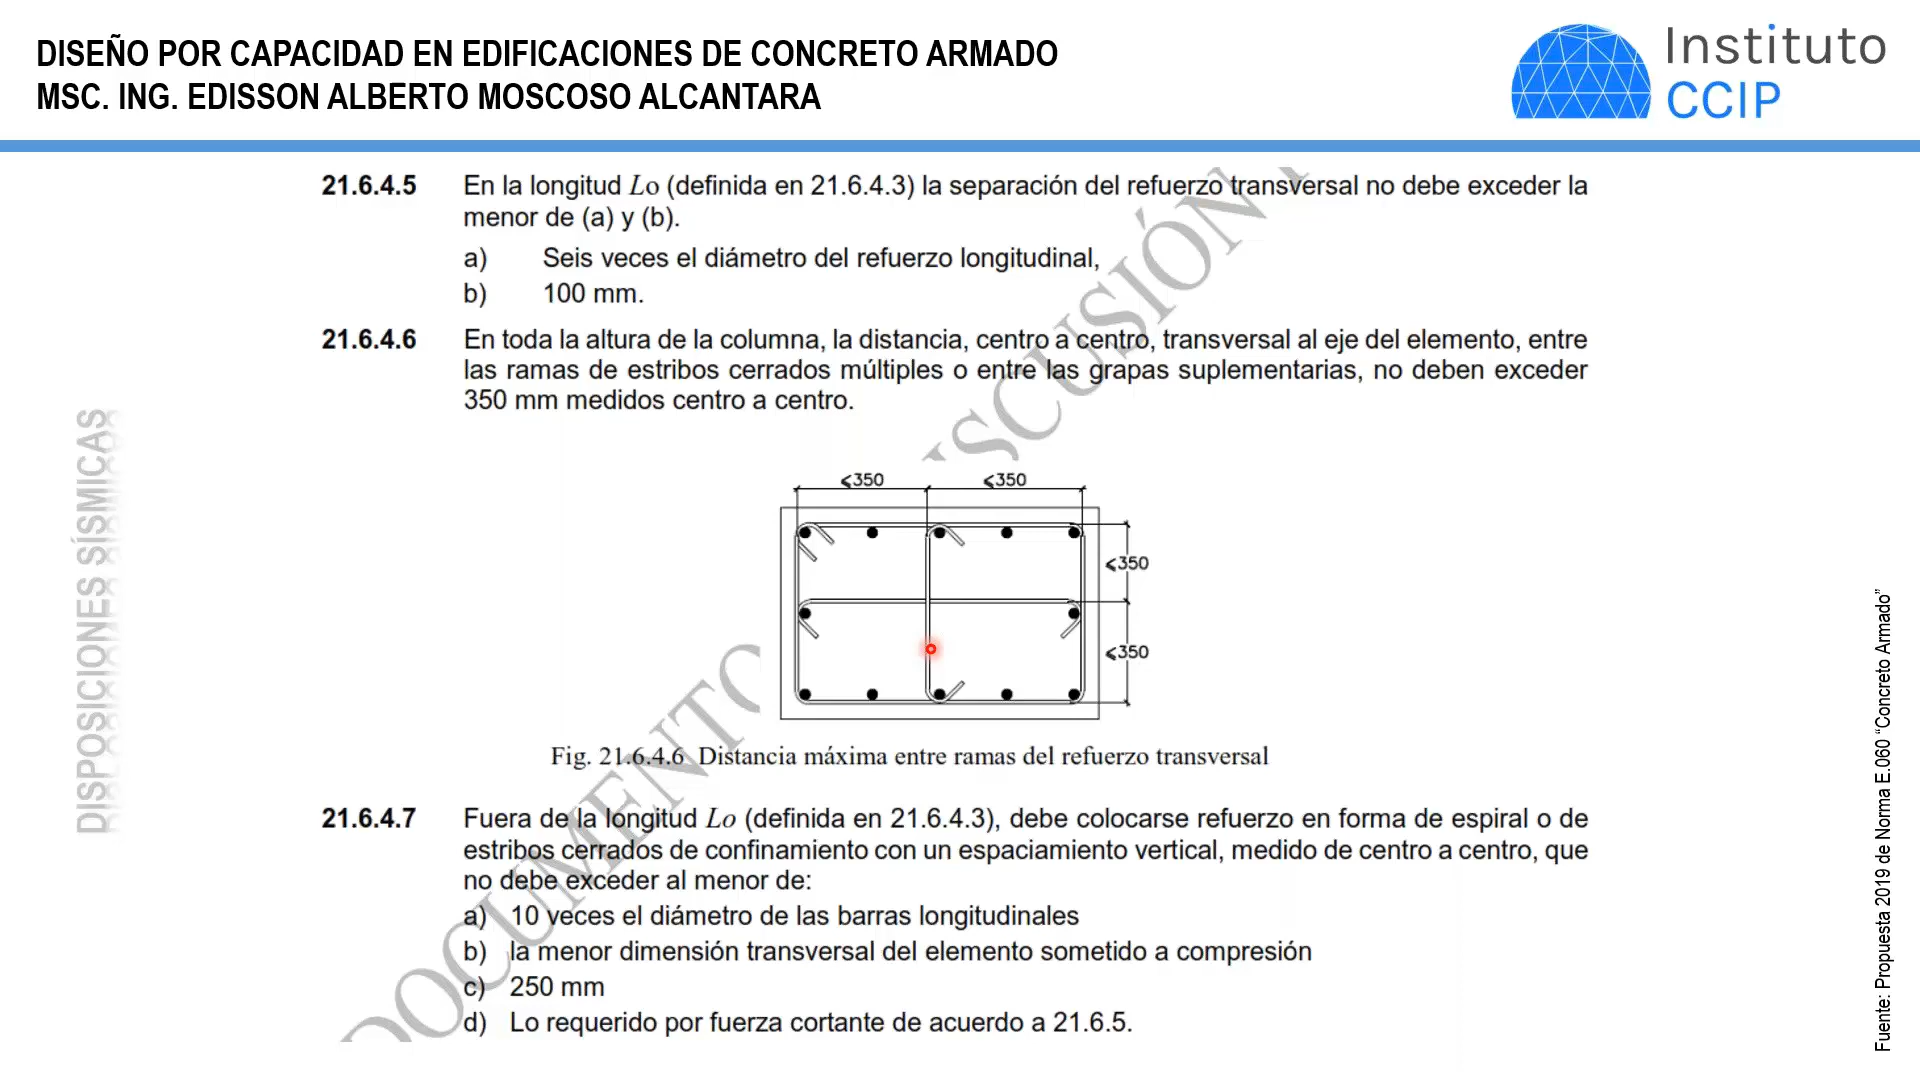 DISEÑO POR CAPACIDAD EN EDIFICACIONES DE CONCRETO ARMADO
MSC. ING. EDISSON ALBERTO MOSCOSO ALCANTARA
Instituto
CCIP
21.6.4.5 En la longitud Lo (definida en 21.6.4.3) la separación del refuerzo transversal no debe exceder la
menor de (a) y (b).
a) Seis veces el diámetro del refuerzo longitudinal,
b) 100 mm.
21.6.4.6 En toda la altura de la columna, la distancia, centro a centro, transversal al eje del elemento, entre
las ramas de estribos cerrados múltiples o entre las grapas suplementarias, no deben exceder
350 mm medidos centro a centro.
⩽350 ⩽350
⩽350
⩽350
Fig. 21.6.4.6 Distancia máxima entre ramas del refuerzo transversal
21.6.4.7 Fuera de la longitud Lo (definida en 21.6.4.3), debe colocarse refuerzo en forma de espiral o de
estribos cerrados de confinamiento con un espaciamiento vertical, medido de centro a centro, que
no debe exceder al menor de:
a) 10 veces el diámetro de las barras longitudinales
b) la menor dimensión transversal del elemento sometido a compresión
c) 250 mm
d) Lo requerido por fuerza cortante de acuerdo a 21.6.5.
DISPOSICIONES SÍSMICAS
Fuente: Propuesta 2019 de Norma E.060 “Concreto Armado”
DOCUMENTO